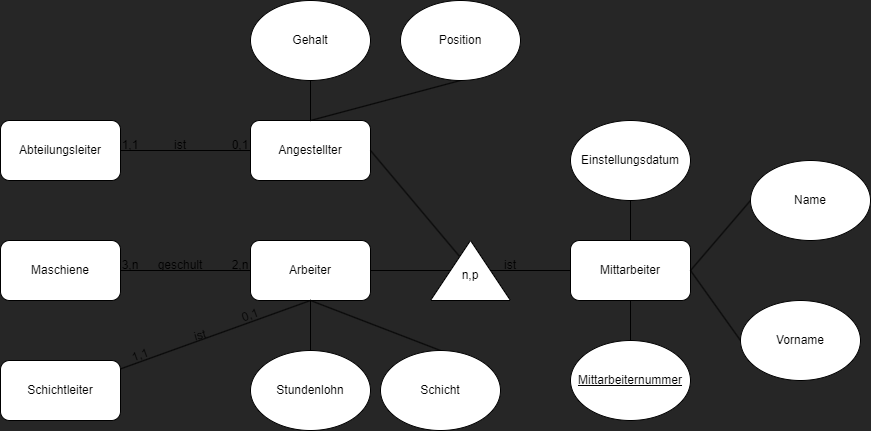 Gehalt
Position
Abteilungsleiter
1,1
ist
0,1
Angestellter
Einstellungsdatum
Name
Maschiene
3,n
geschult
2,n
Arbeiter
n,p
ist
Mittarbeiter
0,1
ist
1,1
Vorname
Schichtleiter
Stundenlohn
Schicht
Mittarbeiternummer